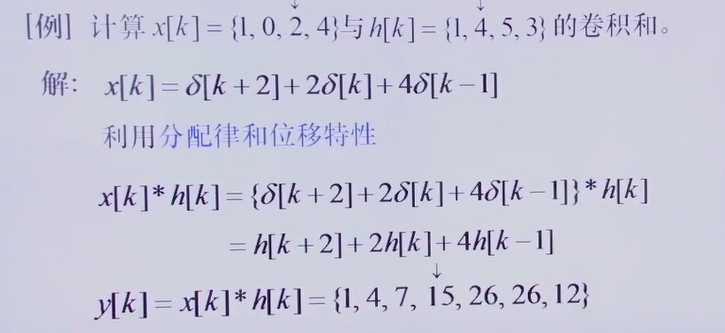 [例] 计算 x[k] = {1, 0, 2, 4}与h[k] = {1, 4, 5, 3}的卷积和。
解: x[k] = δ[k + 2] + 2δ[k] + 4δ[k − 1]
利用分配律和位移特性
x[k] * h[k] = {δ[k + 2] + 2δ[k] + 4δ[k − 1]} * h[k]
= h[k + 2] + 2h[k] + 4h[k − 1]
y[k] = x[k] * h[k] = {1, 4, 7, 15, 26, 26, 12}